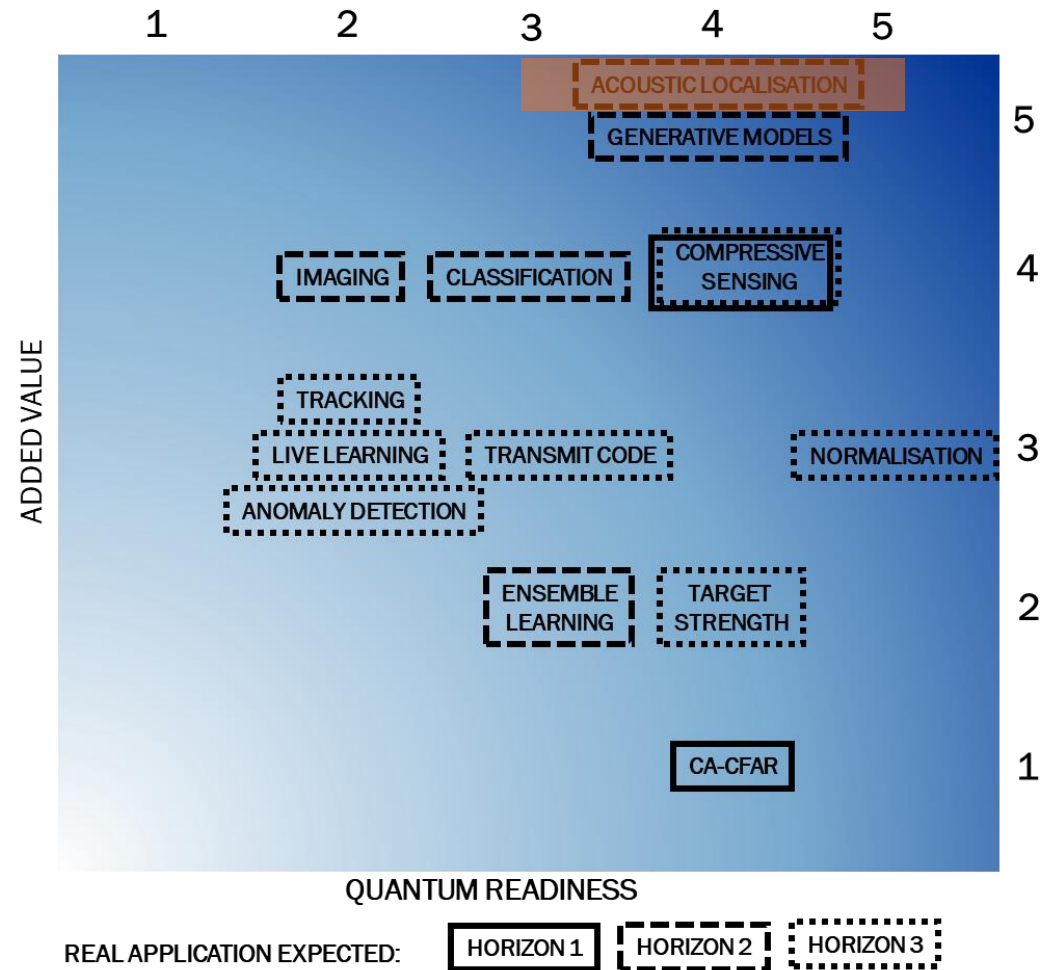 1 2 3 4 5
ACOUSTIC LOCALISATION
GENERATIVE MODELS
5
COMPRESSIVE
SENSING
IMAGING
CLASSIFICATION
4
ADDED VALUE
TRACKING
LIVE LEARNING
TRANSMIT CODE
NORMALISATION
3
ANOMALY DETECTION
ENSEMBLE
LEARNING
TARGET
STRENGTH
2
CA-CFAR
1
QUANTUM READINESS
REAL APPLICATION EXPECTED:
HORIZON 1
HORIZON 2
HORIZON 3